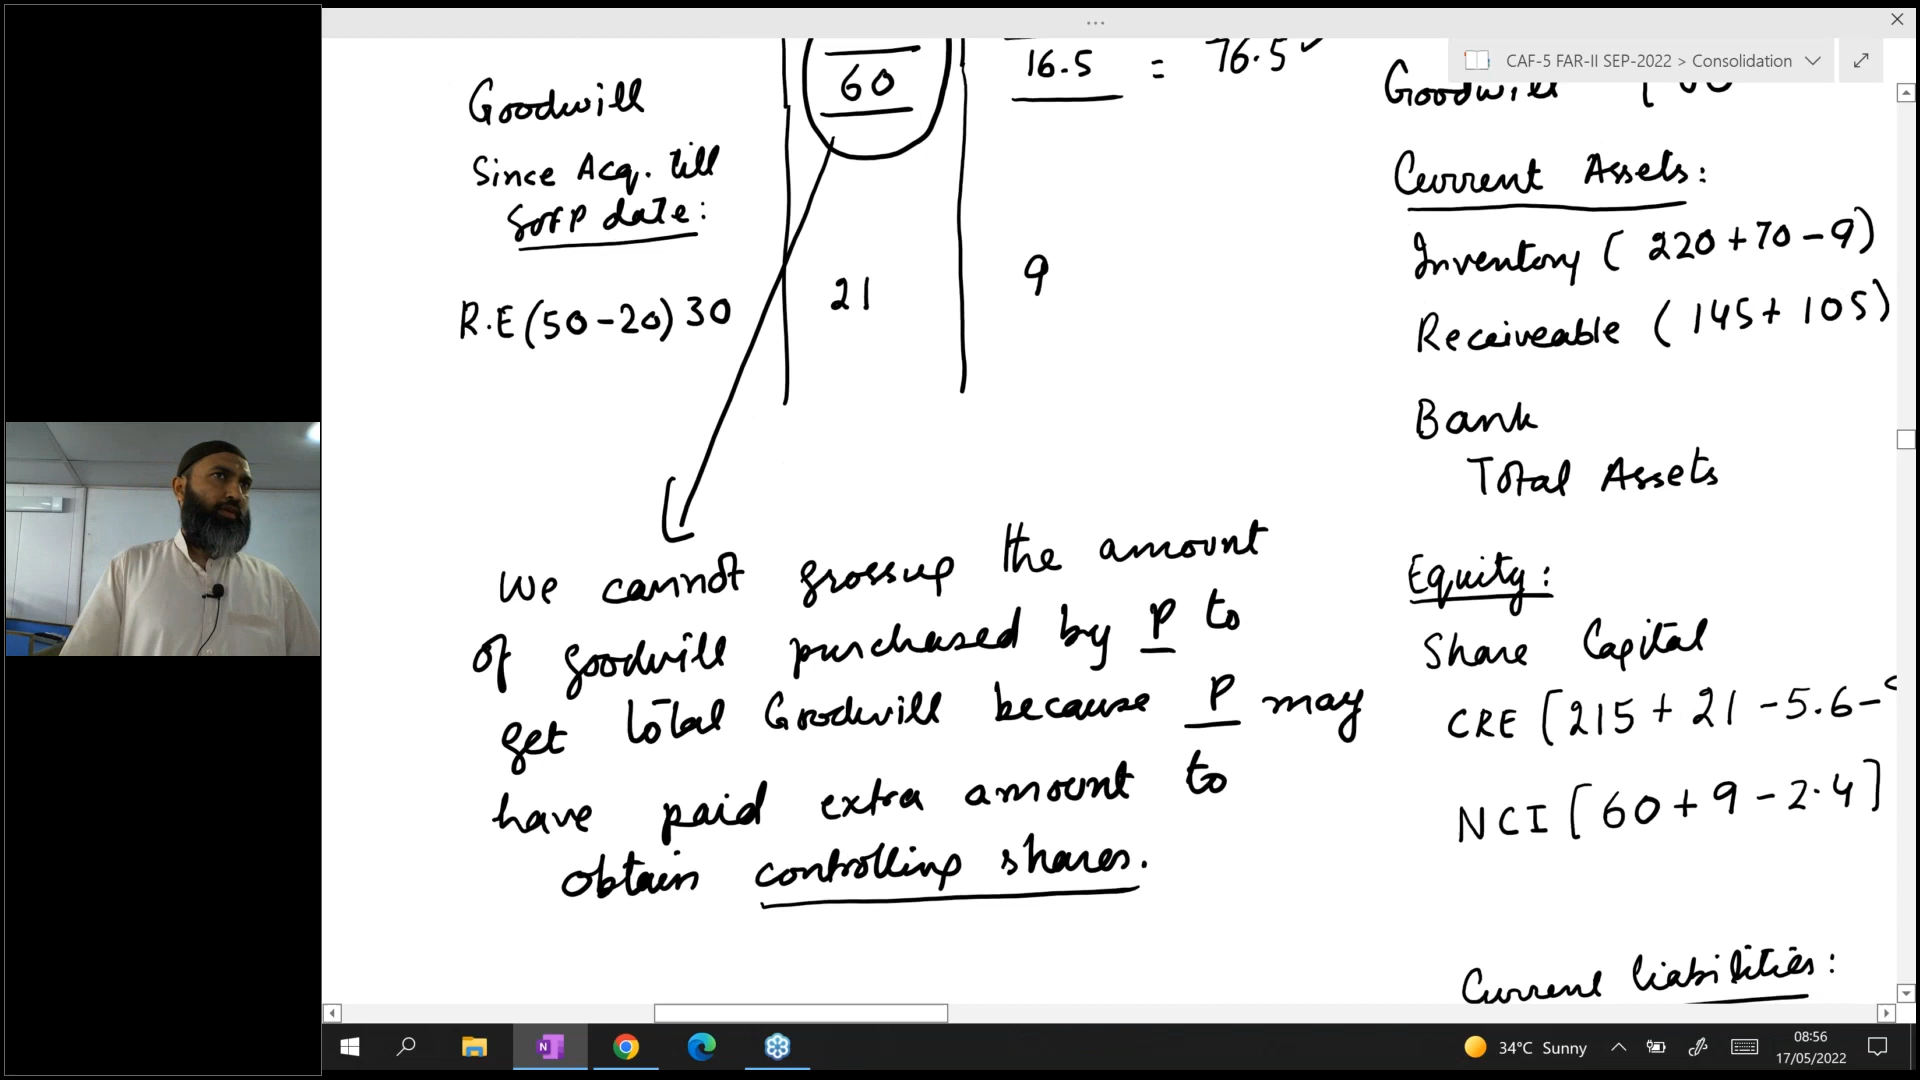 CAF-5 FAR-II SEP-2022 > Consolidation
60
16.5 = 76.5
Goodwill
Since Acq. till
SOFP date:
R.E (50-20) 30
21
9
We cannot grossup the amount
of goodwill purchased by P to
get total Goodwill because P may
have paid extra amount to
obtain controlling shares.
Goodwill
Current Assets:
Inventory ( 220+70-9)
Receiveable ( 145+ 105)
Bank
Total Assets
Equity:
Share Capital
CRE [215 + 21 -5.6-
NCI [60+9-2.4]
Current liabilities:
34°C Sunny
08:56
17/05/2022